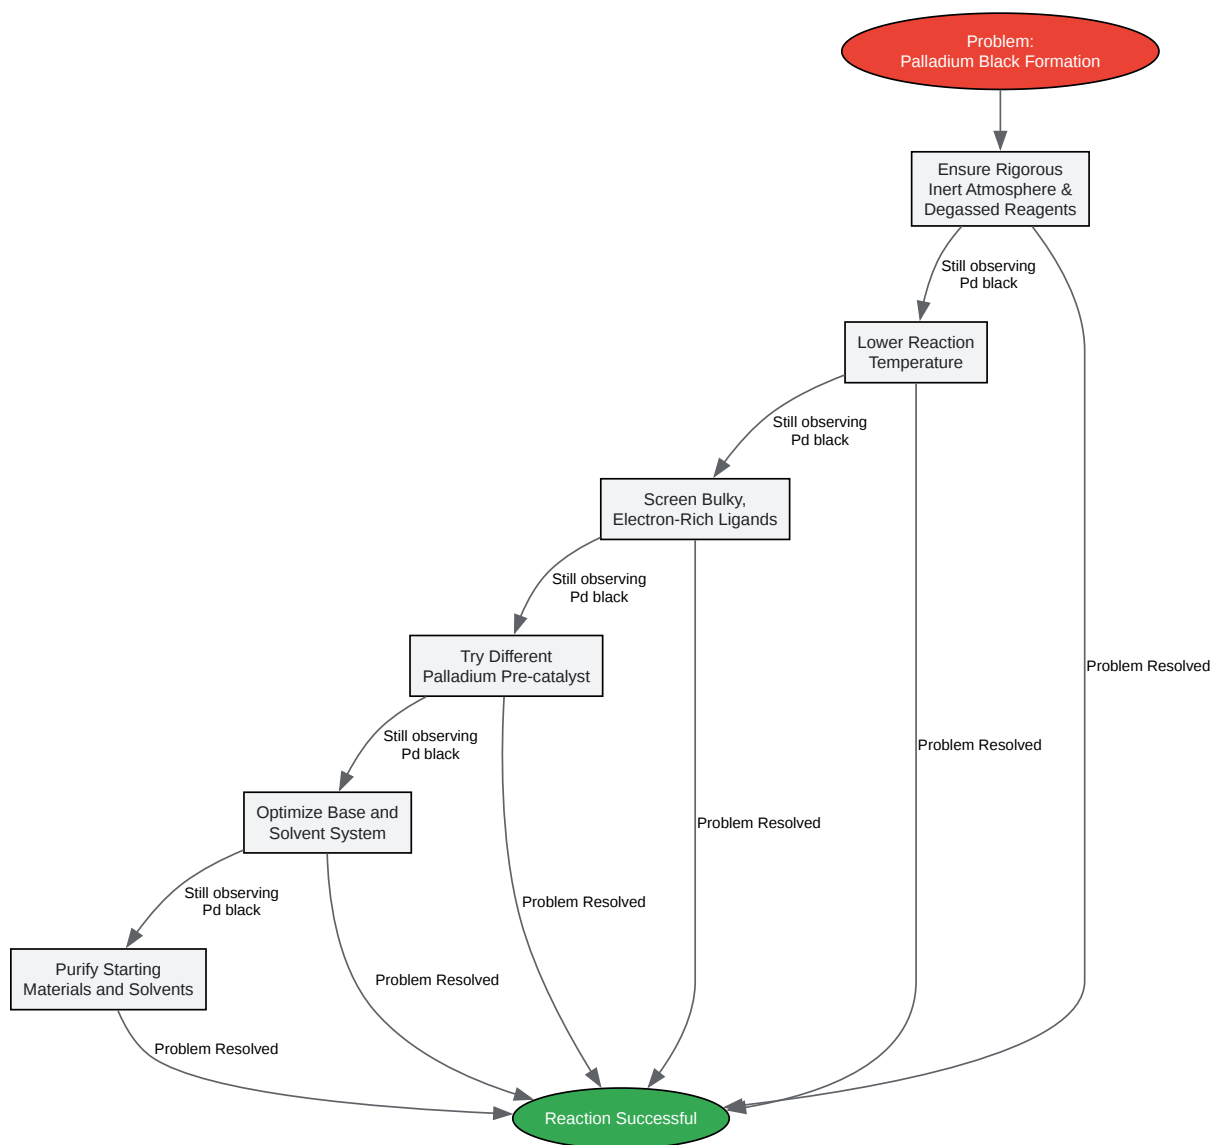 Problem:
Palladium Black Formation
Ensure Rigorous
Inert Atmosphere &
Degassed Reagents
Still observing
Pd black
Lower Reaction
Temperature
Still observing
Pd black
Screen Bulky,
Electron-Rich Ligands
Still observing
Pd black
Try Different
Palladium Pre-catalyst
Problem Resolved
Still observing
Pd black
Problem Resolved
Optimize Base and
Solvent System
Problem Resolved
Still observing
Pd black
Problem Resolved
Purify Starting
Materials and Solvents
Problem Resolved
Problem Resolved
Reaction Successful